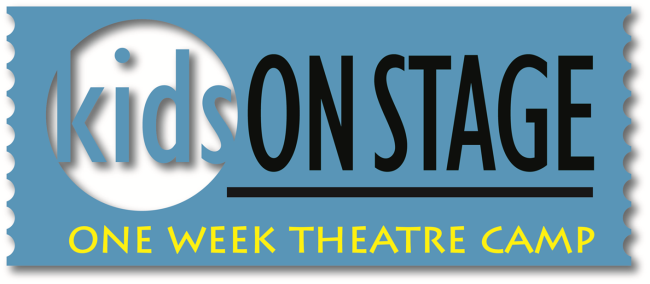 kids ON STAGE
ONE WEEK THEATRE CAMP